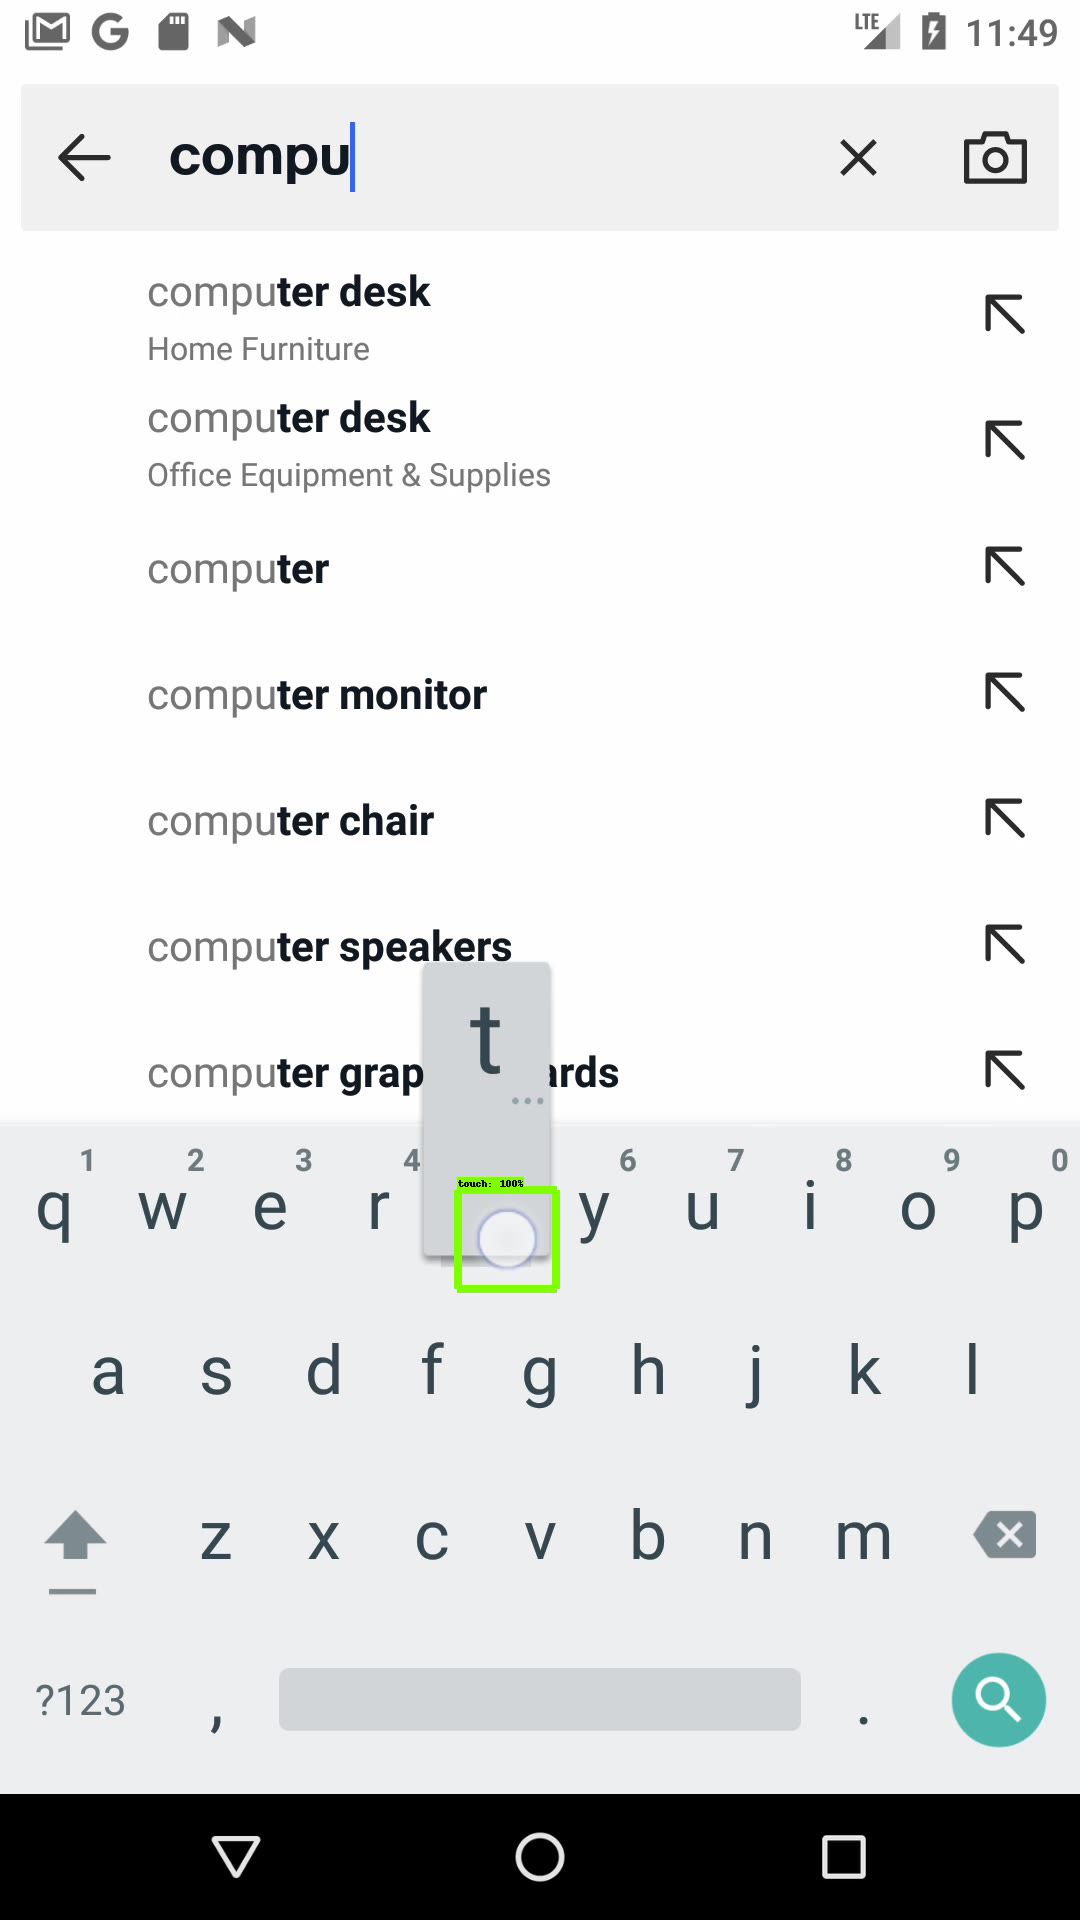 LTE 11:49
compu
computer desk
Home Furniture
computer desk
Office Equipment & Supplies
computer
computer monitor
computer chair
computer speakers
t
computer grap ards
1 2 3 4 6 7 8 9 0
touch: 100%
q w e r y u i o p
a s d f g h j k l
z x c v b n m
?123 , .